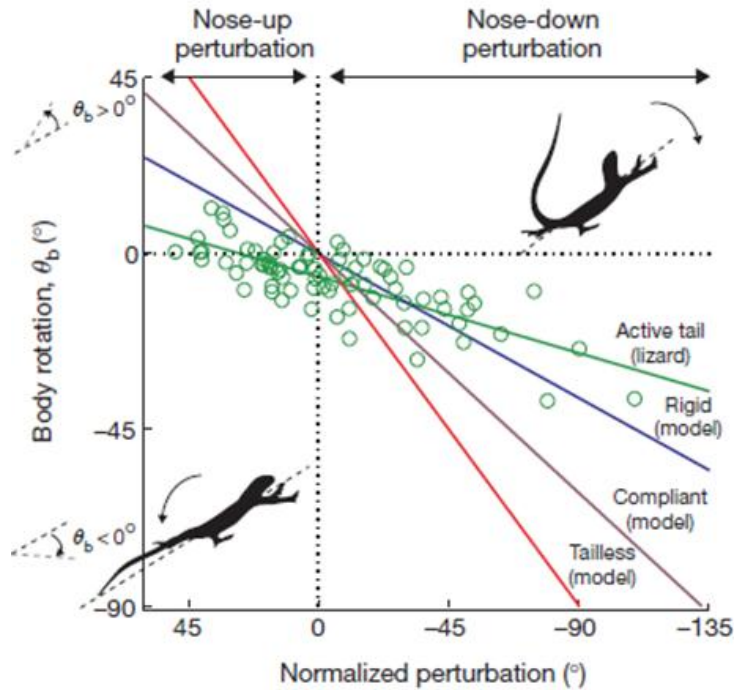 Nose-up
perturbation
Nose-down
perturbation
45
0
−45
−90
θb > 0°
θb < 0°
Body rotation, θb (°)
Active tail
(lizard)
Rigid
(model)
Compliant
(model)
Tailless
(model)
45
0
−45
−90
−135
Normalized perturbation (°)